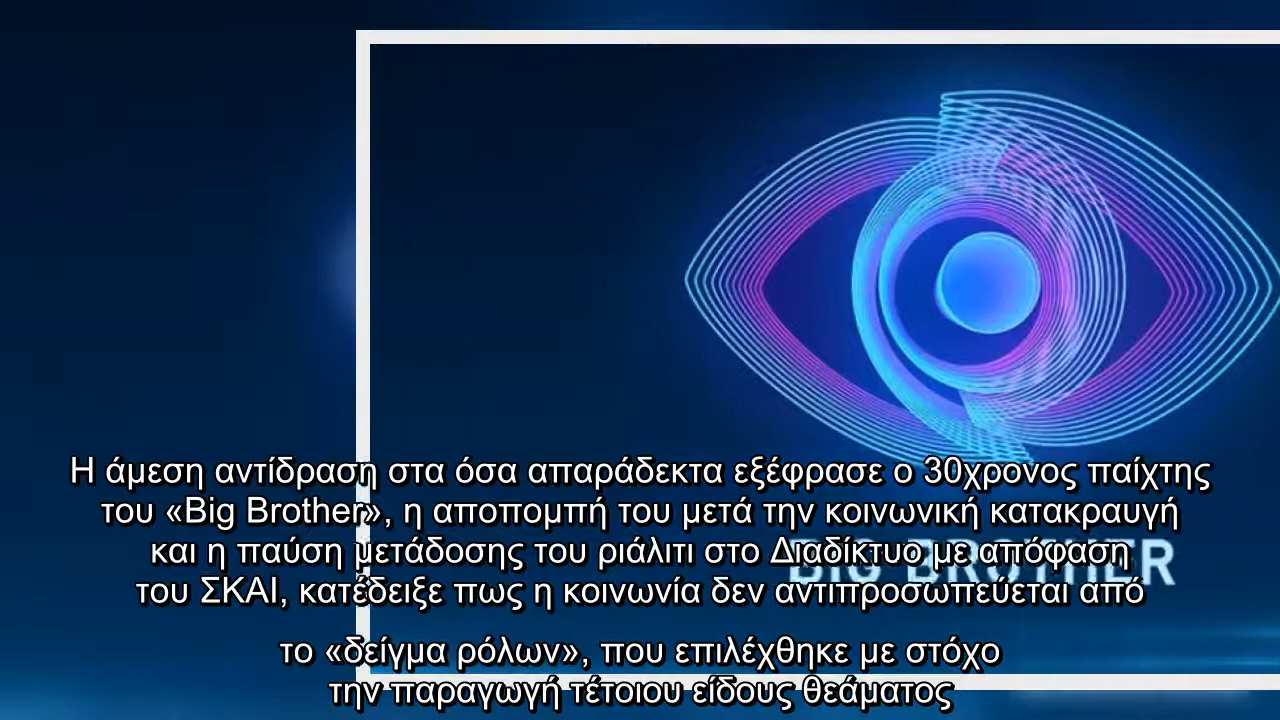 Η άμεση αντίδραση στα όσα απαράδεκτα εξέφρασε ο 30χρονος παίχτης
του «Big Brother», η αποπομπή του μετά την κοινωνική κατακραυγή
και η παύση μετάδοσης του ριάλιτι στο Διαδίκτυο με απόφαση
BIG BROTHER
του ΣΚΑΙ, κατέδειξε πως η κοινωνία δεν αντιπροσωπεύεται από
το «δείγμα ρόλων», που επιλέχθηκε με στόχο
την παραγωγή τέτοιου είδους θεάματος